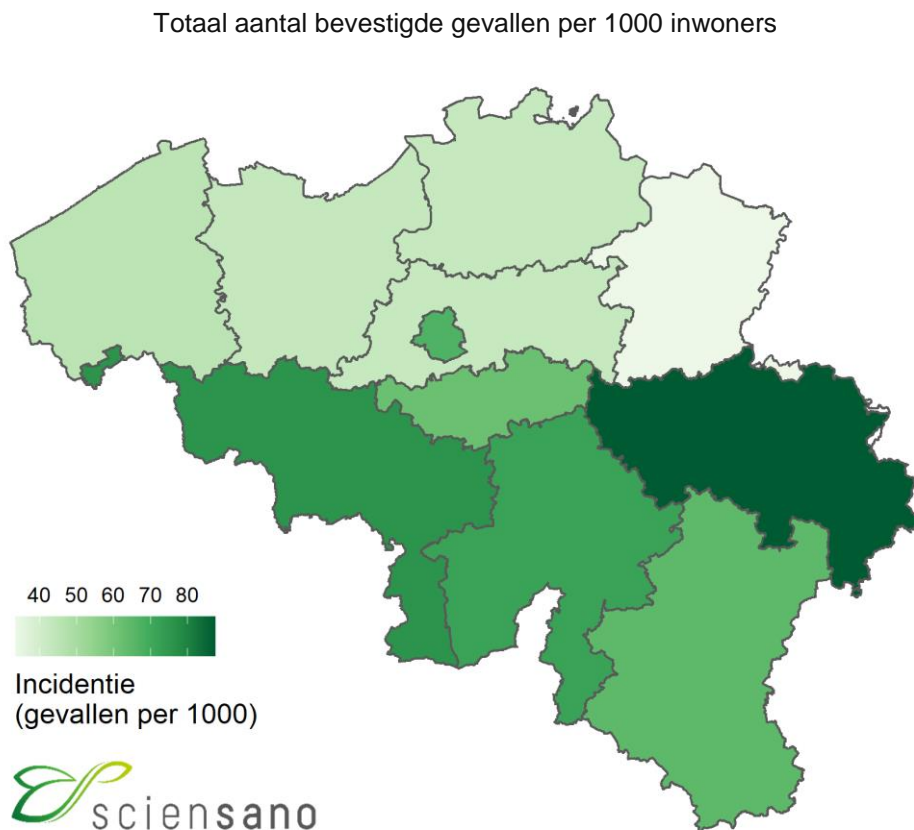 Totaal aantal bevestigde gevallen per 1000 inwoners
40 50 60 70 80
Incidentie
(gevallen per 1000)
sciensano